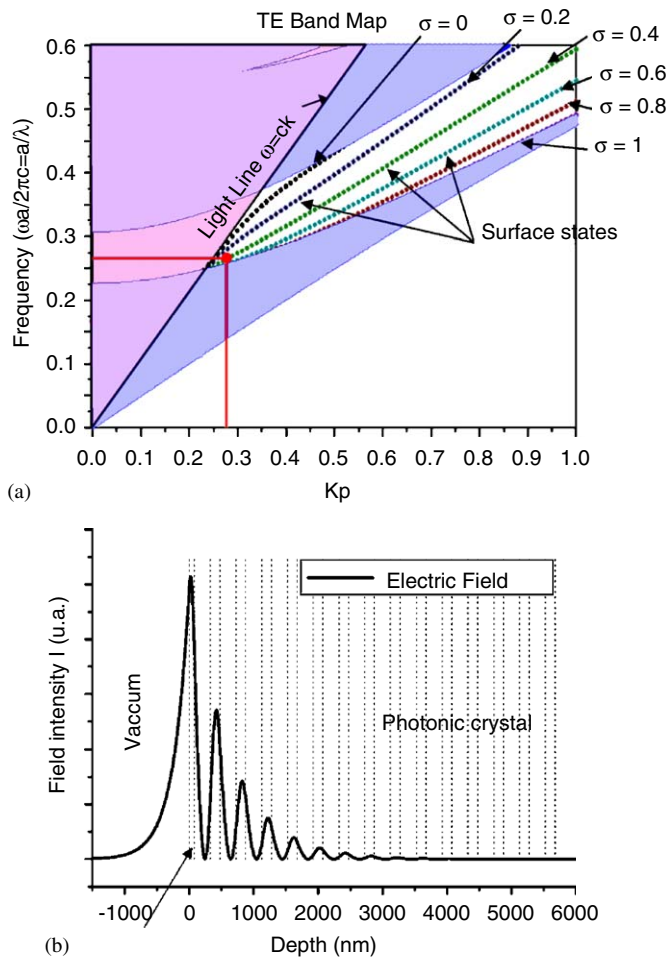 TE Band Map
σ = 0
σ = 0.2
σ = 0.4
σ = 0.6
σ = 0.8
σ = 1
Light Line ω=ck
Surface states
Frequency (ωa/2πc=a/λ)
0.6
0.5
0.4
0.3
0.2
0.1
0.0
0.0 0.1 0.2 0.3 0.4 0.5 0.6 0.7 0.8 0.9 1.0
Kp
(a)
Electric Field
Vaccum
Photonic crystal
Field intensity I (u.a.)
-1000 0 1000 2000 3000 4000 5000 6000
Depth (nm)
(b)